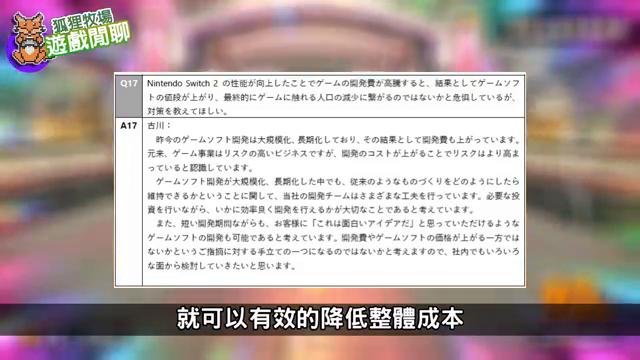 狐狸牧場
遊戲閒聊
Q17
Nintendo Switch 2 の性能が向上したことでゲームの開発費が高騰すると、結果としてゲームソフ
トの値段が上がり、最終的にゲームに触れる人口の減少に繋がるのではないかと危惧しているが、
対策を教えてほしい。
A17
古川：
昨今のゲームソフト開発は大規模化、長期化しており、その結果として開発費も上がっています。
元来、ゲーム事業はリスクの高いビジネスですが、開発のコストが上がることでリスクはより高ま
っていると認識しています。
ゲームソフト開発が大規模化、長期化した中でも、従来のようなものづくりをどのようにしたら
維持できるかということに関して、当社の開発チームはさまざまな工夫を行っています。必要な投
資を行いながら、いかに効率良く開発を行えるかが大切なことであると考えています。
また、短い開発期間ながらも、お客様に「これは面白いアイデアだ」と思っていただけるような
ゲームソフトの開発も可能であると考えています。開発費やゲームソフトの価格が上がる一方では
ないかというご指摘に対する手立ての一つになるのではないかと考えますので、社内でもいろいろ
な面から検討していきたいと思います。
就可以有效的降低整體成本